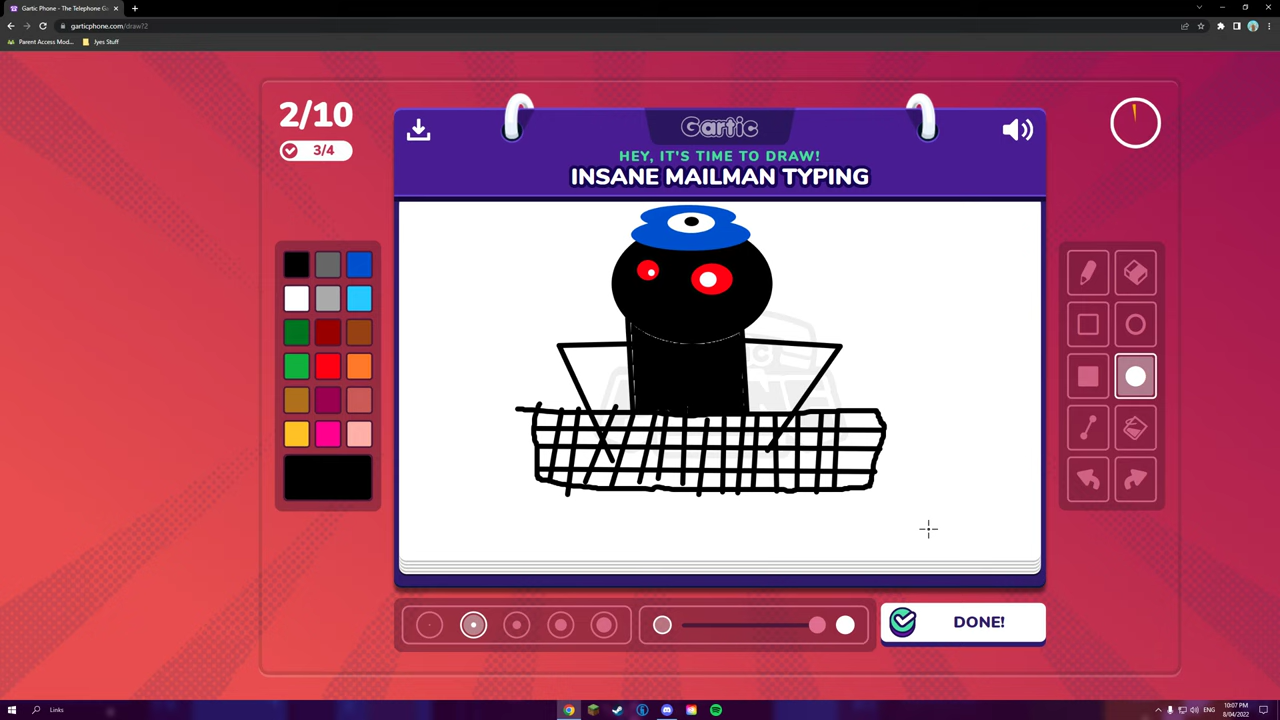 Gartic Phone - The Telephone G
garticphone.com/draw?2
Parent Access Mod...
Jyes Stuff
2/10
3/4
Gartic
HEY, IT'S TIME TO DRAW!
INSANE MAILMAN TYPING
DONE!
Links
ENG
10:07 PM
8/04/2022